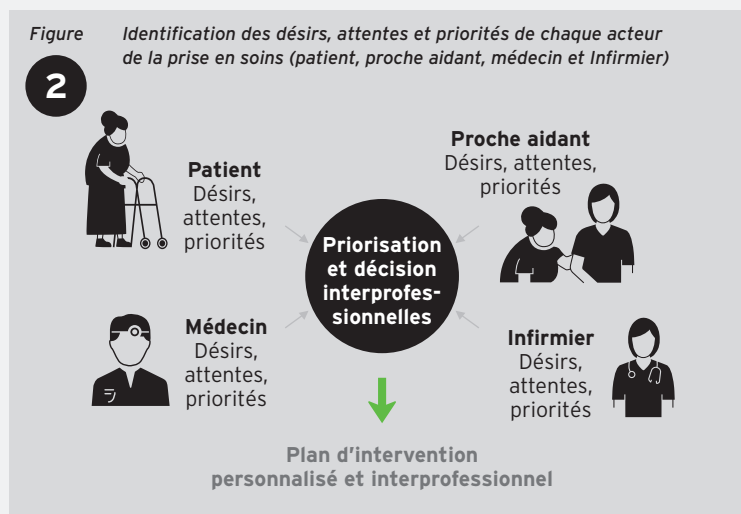 Figure
2
Identification des désirs, attentes et priorités de chaque acteur
de la prise en soins (patient, proche aidant, médecin et Infirmier)
Patient
Désirs,
attentes,
priorités
Proche aidant
Désirs, attentes,
priorités
Priorisation
et décision
interprofes-
sionnelles
Médecin
Désirs,
attentes,
priorités
Infirmier
Désirs,
attentes,
priorités
Plan d’intervention
personnalisé et interprofessionnel